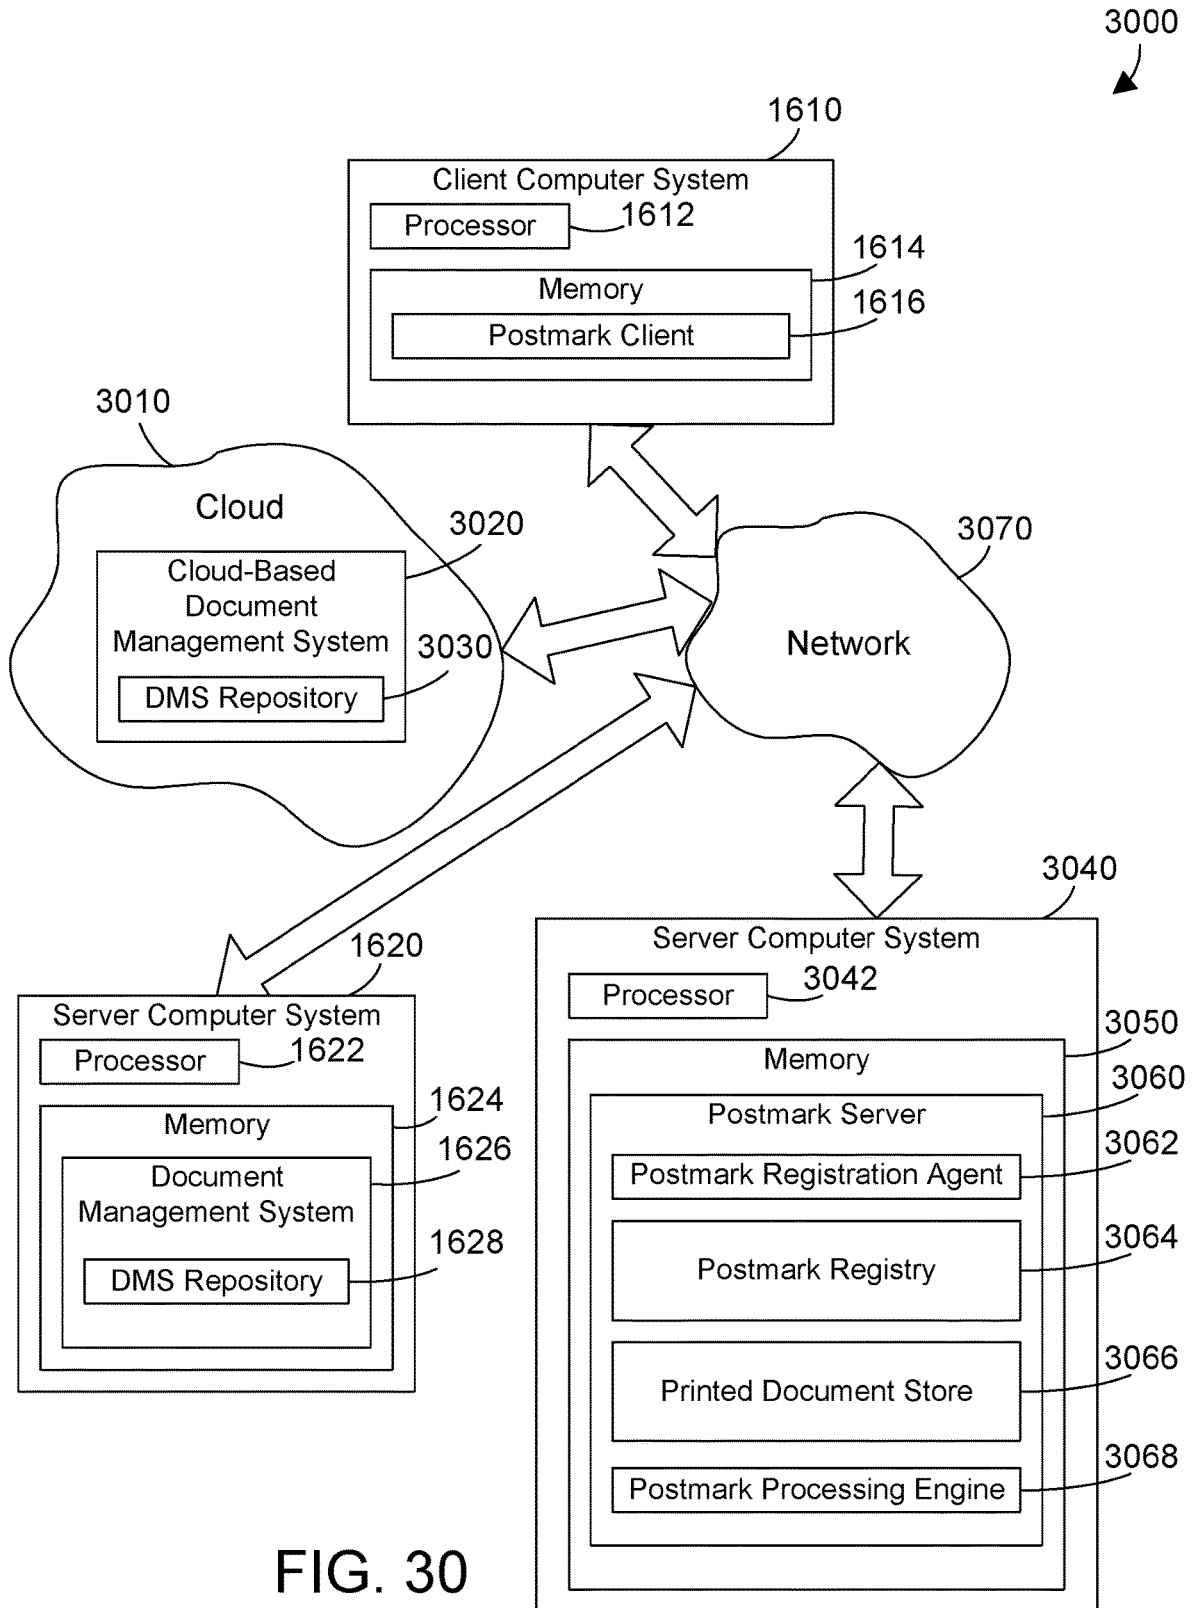 3000
1610
Client Computer System
Processor
1612
1614
Memory
1616
Postmark Client
3010
Cloud
3020
Cloud-Based
Document
Management System
3030
DMS Repository
3070
Network
1620
Server Computer System
Processor
1622
1624
Memory
1626
Document
Management System
1628
DMS Repository
3040
Server Computer System
Processor
3042
3050
Memory
3060
Postmark Server
3062
Postmark Registration Agent
3064
Postmark Registry
3066
Printed Document Store
3068
Postmark Processing Engine
FIG. 30